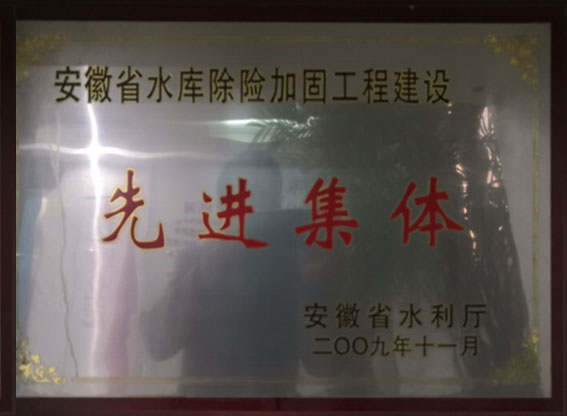 安徽省水库除险加固工程建设
先进集体
安徽省水利厅
二〇〇九年十一月